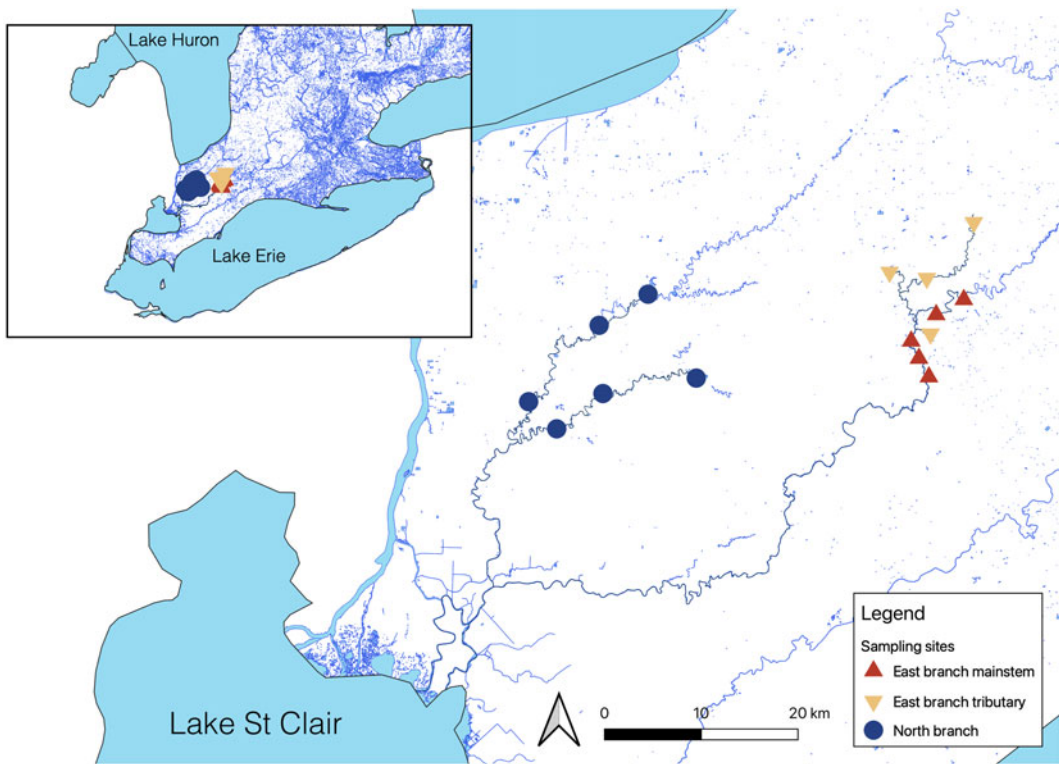 Lake Huron
Lake Erie
Lake St Clair
0 10 20 km
Legend
Sampling sites
East branch mainstem
East branch tributary
North branch